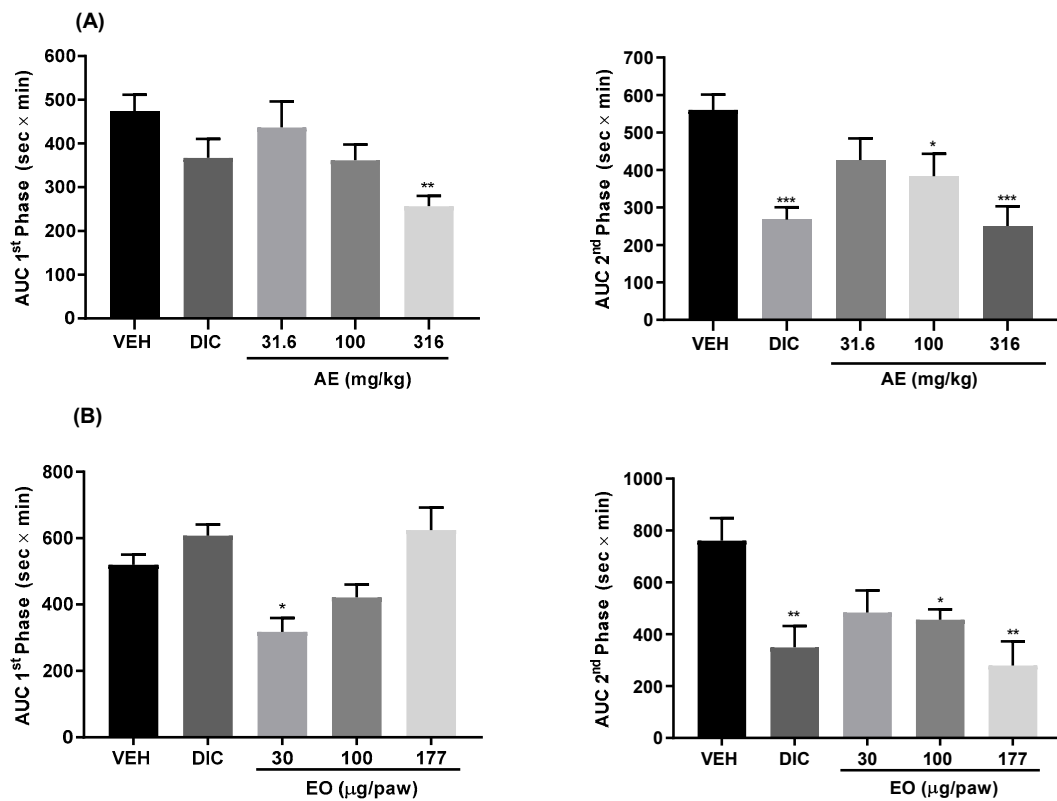 (A)
AUC 1st Phase (sec × min)
600
500
400
300
200
100
0
**
VEH DIC 31.6 100 316
AE (mg/kg)
AUC 2nd Phase (sec × min)
700
600
500
400
300
200
100
0
***
*
***
VEH DIC 31.6 100 316
AE (mg/kg)
(B)
AUC 1st Phase (sec × min)
800
600
400
200
0
*
VEH DIC 30 100 177
EO (μg/paw)
AUC 2nd Phase (sec × min)
1000
800
600
400
200
0
**
*
**
VEH DIC 30 100 177
EO (μg/paw)